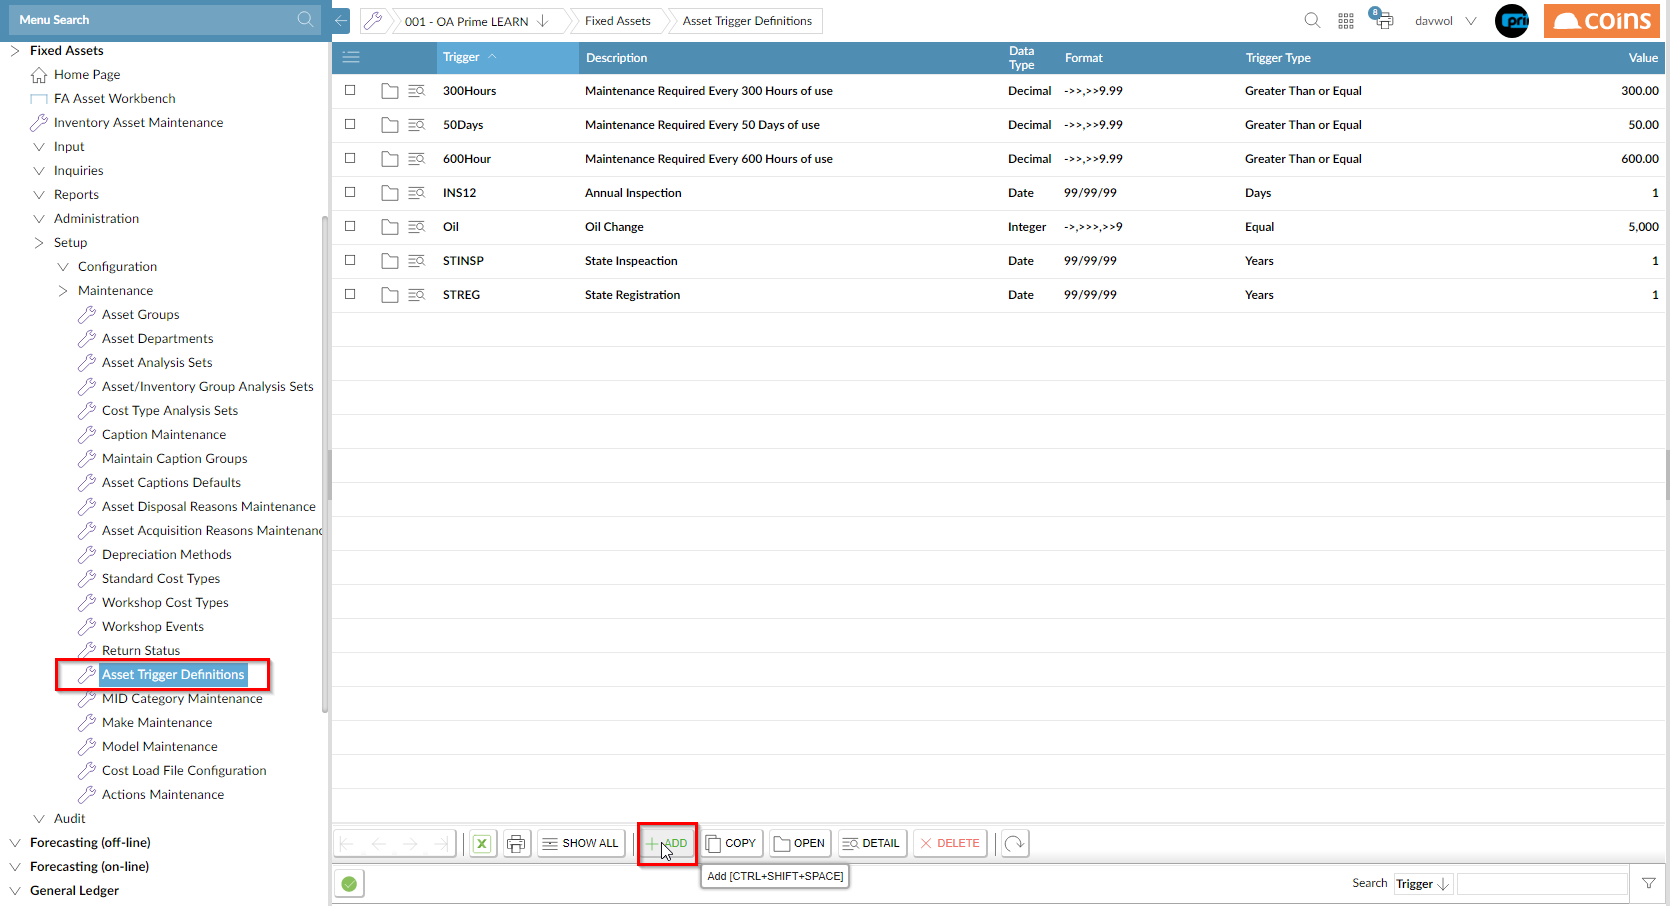 Menu Search
001 - OA Prime LEARN
Fixed Assets
Asset Trigger Definitions
8
davwol
pri
coins
Fixed Assets
Home Page
FA Asset Workbench
Inventory Asset Maintenance
Input
Inquiries
Reports
Administration
Setup
Configuration
Maintenance
Asset Groups
Asset Departments
Asset Analysis Sets
Asset/Inventory Group Analysis Sets
Cost Type Analysis Sets
Caption Maintenance
Maintain Caption Groups
Asset Captions Defaults
Asset Disposal Reasons Maintenance
Asset Acquisition Reasons Maintenanc
Depreciation Methods
Standard Cost Types
Workshop Cost Types
Workshop Events
Return Status
Asset Trigger Definitions
MID Category Maintenance
Make Maintenance
Model Maintenance
Cost Load File Configuration
Actions Maintenance
Audit
Forecasting (off-line)
Forecasting (on-line)
General Ledger
Trigger Description Data Type Format Trigger Type Value
300Hours Maintenance Required Every 300 Hours of use Decimal ->>,>>9.99 Greater Than or Equal 300.00
50Days Maintenance Required Every 50 Days of use Decimal ->>,>>9.99 Greater Than or Equal 50.00
600Hour Maintenance Required Every 600 Hours of use Decimal ->>,>>9.99 Greater Than or Equal 600.00
INS12 Annual Inspection Date 99/99/99 Days 1
Oil Oil Change Integer ->,>>>,>>9 Equal 5,000
STINSP State Inspeaction Date 99/99/99 Years 1
STREG State Registration Date 99/99/99 Years 1
SHOW ALL ADD COPY OPEN DETAIL DELETE
Add [CTRL+SHIFT+SPACE]
Search Trigger